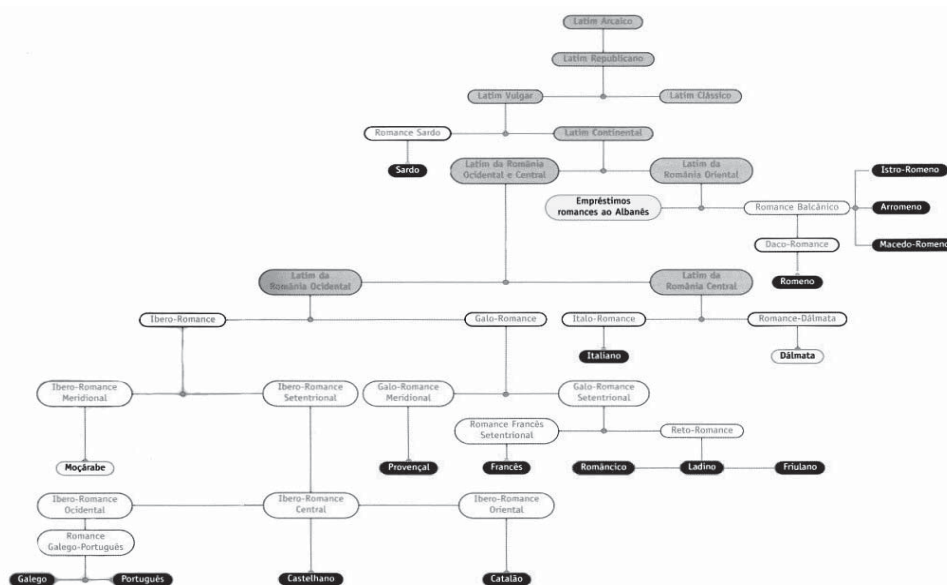 Latim Arcaico
Latim Republicano
Latim Vulgar
Latim Clássico
Romance Sardo
Latim Continental
Sardo
Latim da România
Ocidental e Central
Latim da
România Oriental
Istro-Romeno
Empréstimos
romances ao Albanês
Romance Balcânico
Arromeno
Daco-Romance
Macedo-Romeno
Romeno
Latim da
România Ocidental
Latim da
România Central
Ibero-Romance
Galo-Romance
Italo-Romance
Romance-Dálmata
Italiano
Dálmata
Ibero-Romance
Meridional
Ibero-Romance
Setentrional
Galo-Romance
Meridional
Galo-Romance
Setentrional
Romance Francês
Setentrional
Reto-Romance
Moçárabe
Provençal
Francês
Româncico
Ladino
Friulano
Ibero-Romance
Ocidental
Ibero-Romance
Central
Ibero-Romance
Oriental
Romance
Galego-Português
Galego
Português
Castelhano
Catalão